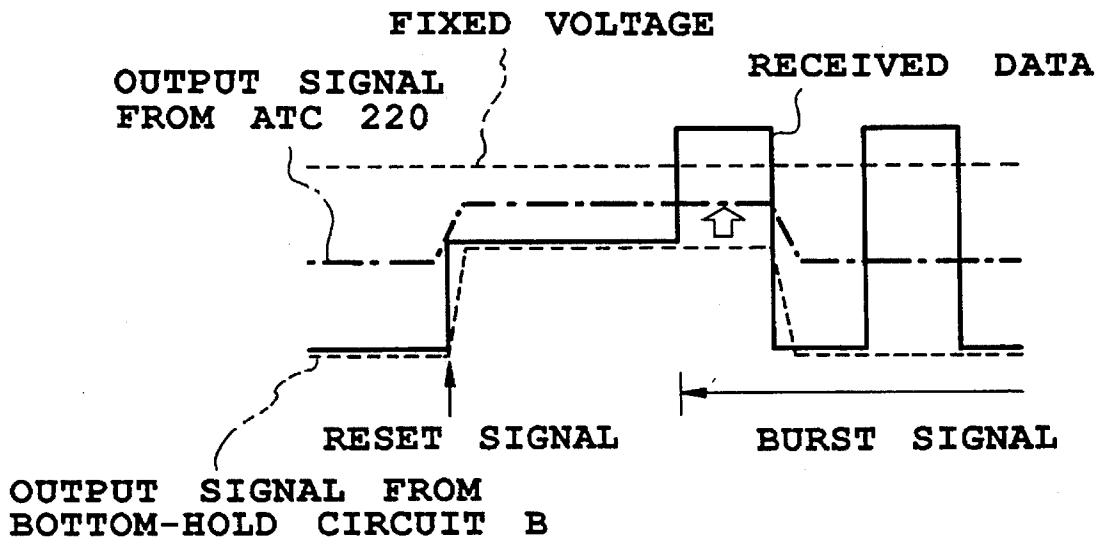 FIXED VOLTAGE
OUTPUT SIGNAL
FROM ATC 220
RECEIVED DATA
RESET SIGNAL
BURST SIGNAL
OUTPUT SIGNAL FROM
BOTTOM-HOLD CIRCUIT B